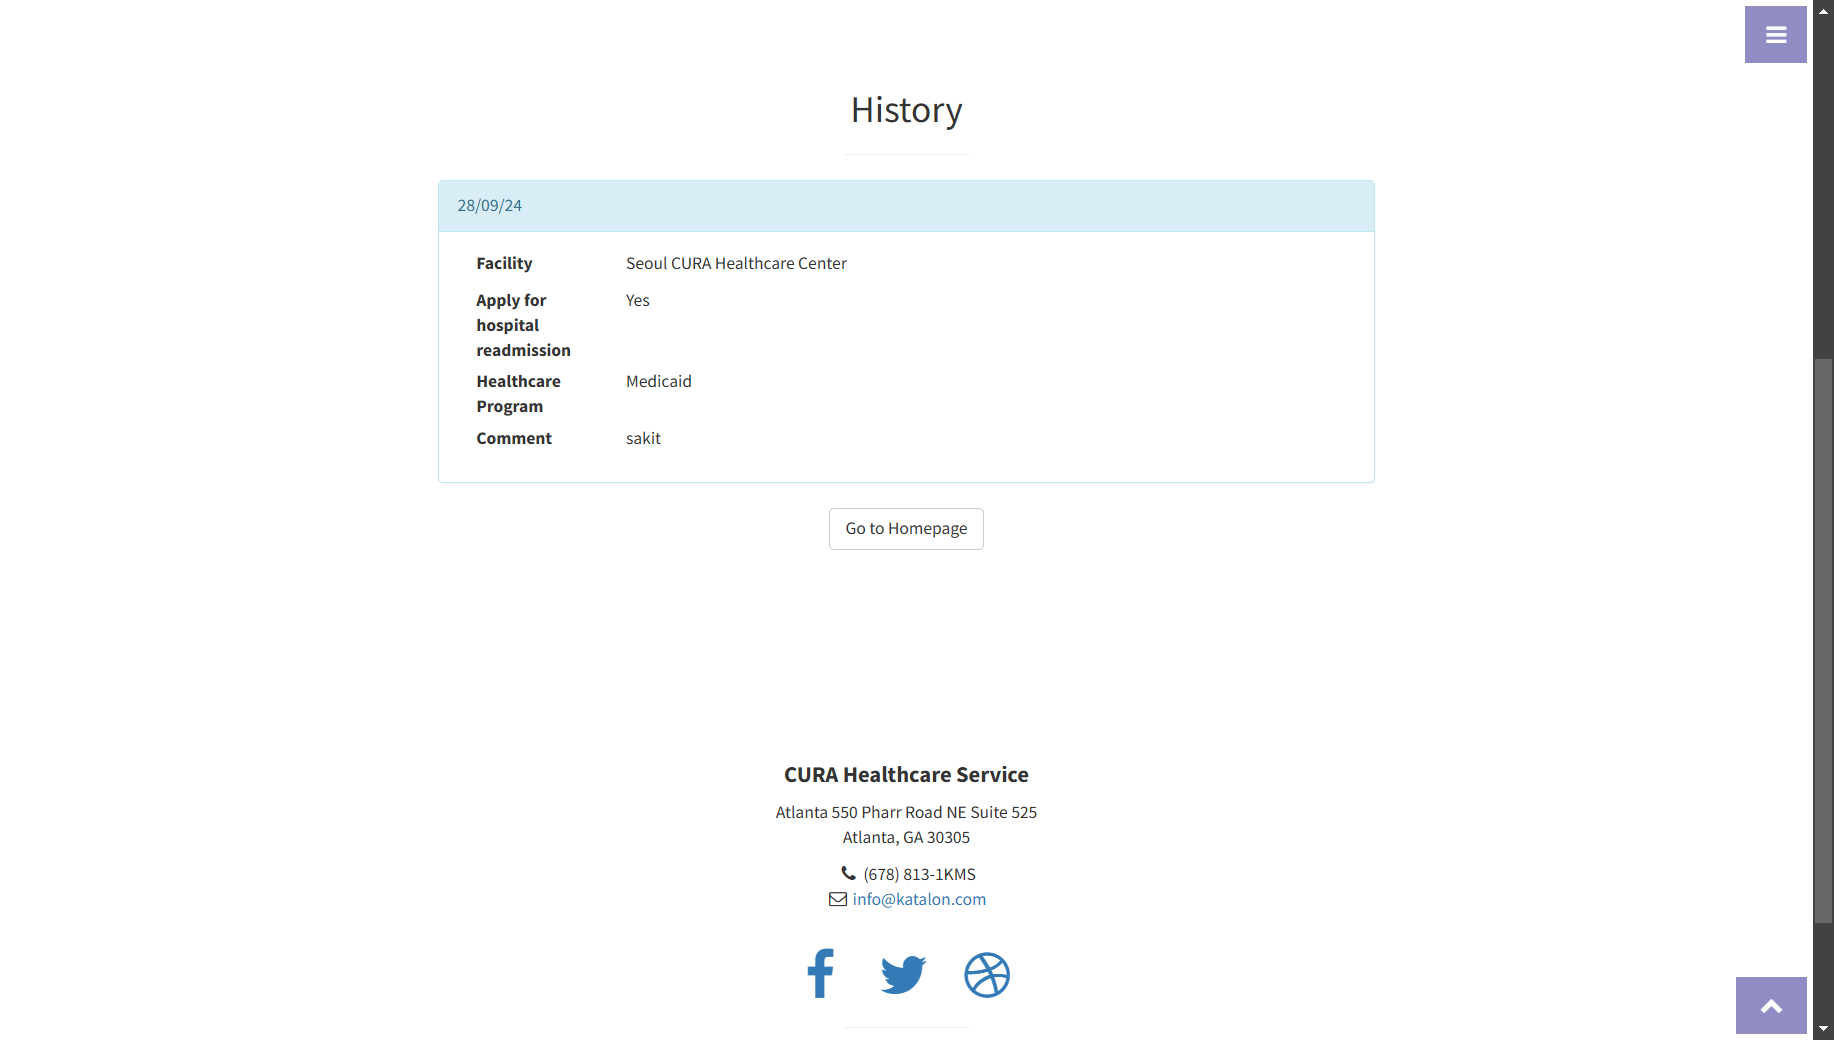 History
28/09/24
Facility Seoul CURA Healthcare Center
Apply for Yes
hospital
readmission
Healthcare Medicaid
Program
Comment sakit
Go to Homepage
CURA Healthcare Service
Atlanta 550 Pharr Road NE Suite 525
Atlanta, GA 30305
(678) 813-1KMS
info@katalon.com